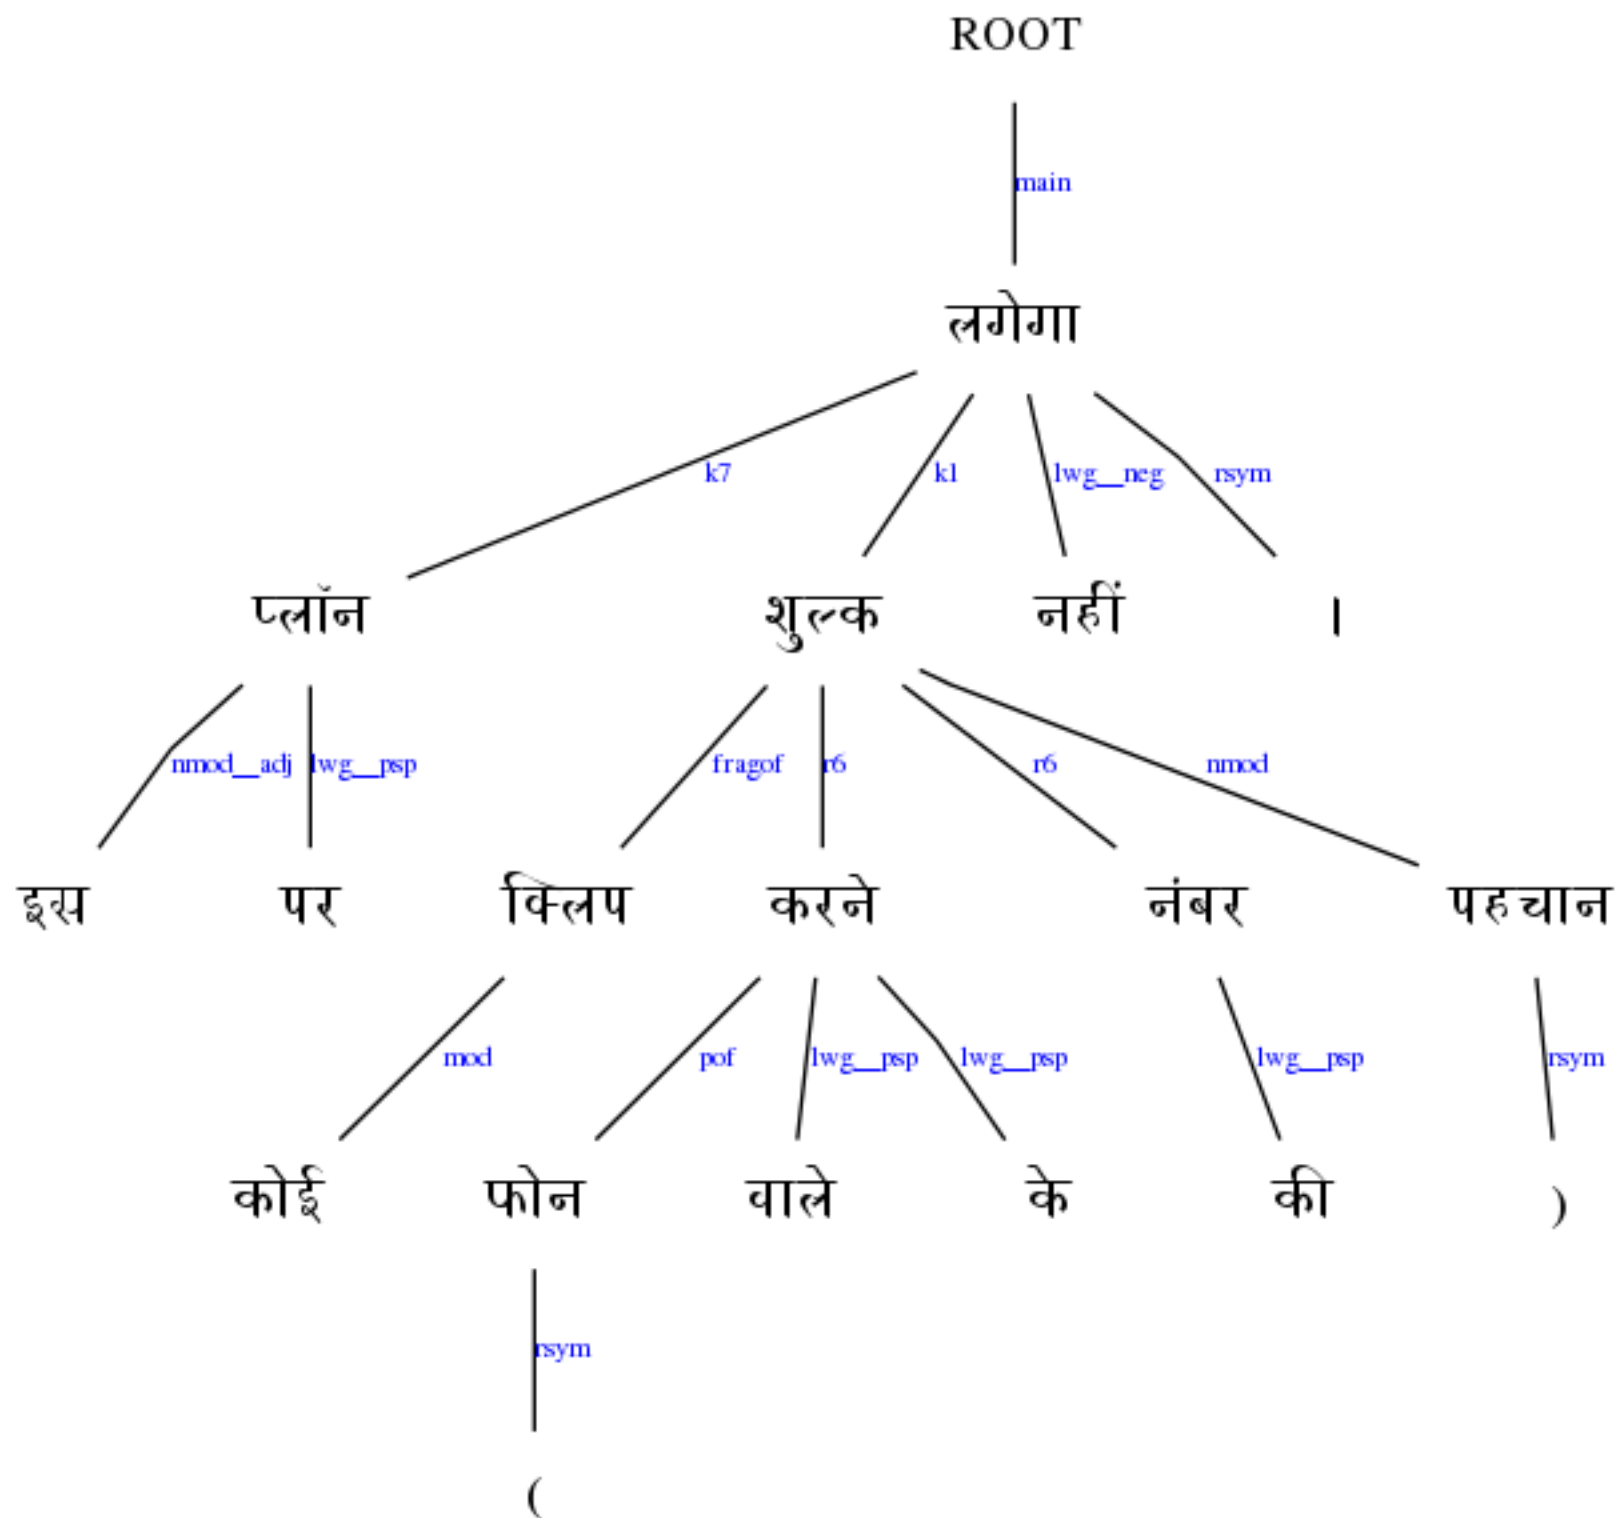 ROOT
main
लगेगा
k7 k1 lwg__neg rsym
प्लॉन शुल्क नहीं ।
nmod__adj lwg__psp fragof r6 r6 nmod
इस पर क्लिप करने नंबर पहचान
mod pof lwg__psp lwg__psp lwg__psp rsym
कोई फोन वाले के की )
rsym
(